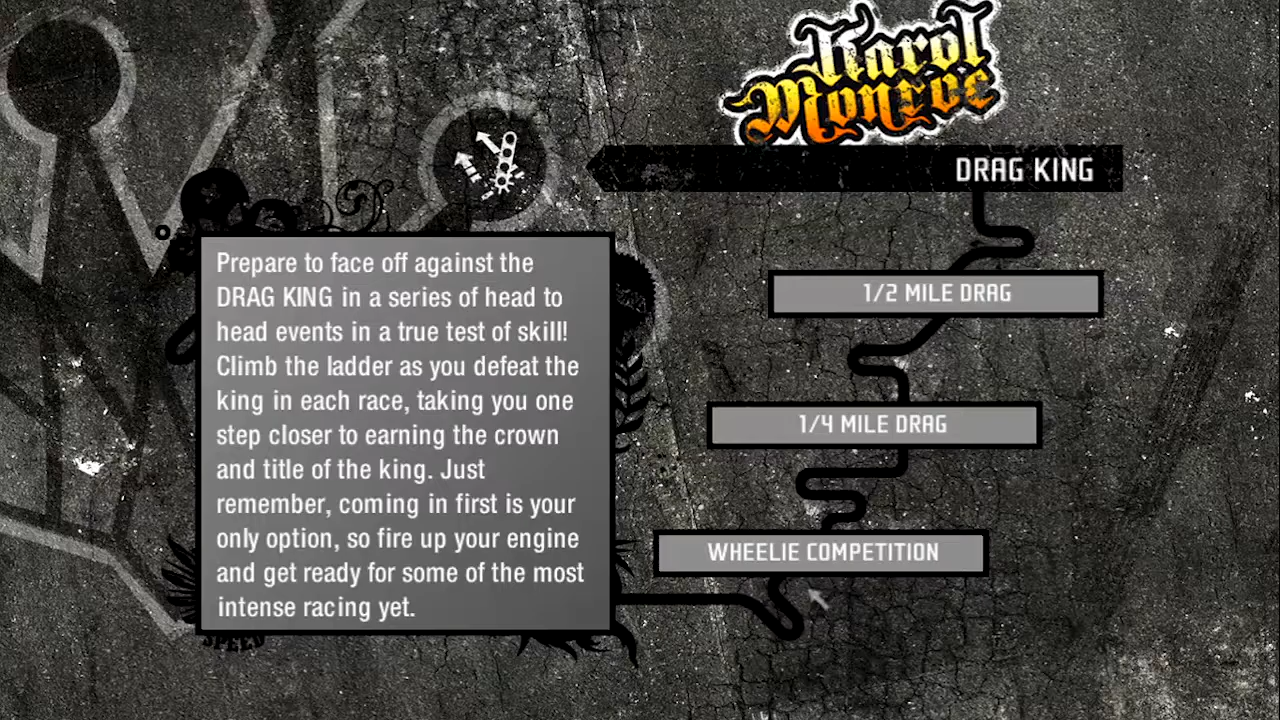 Karol
Monroe
DRAG KING
Prepare to face off against the
DRAG KING in a series of head to
head events in a true test of skill!
Climb the ladder as you defeat the
king in each race, taking you one
step closer to earning the crown
and title of the king. Just
remember, coming in first is your
only option, so fire up your engine
and get ready for some of the most
intense racing yet.
SPEED
1/2 MILE DRAG
1/4 MILE DRAG
WHEELIE COMPETITION